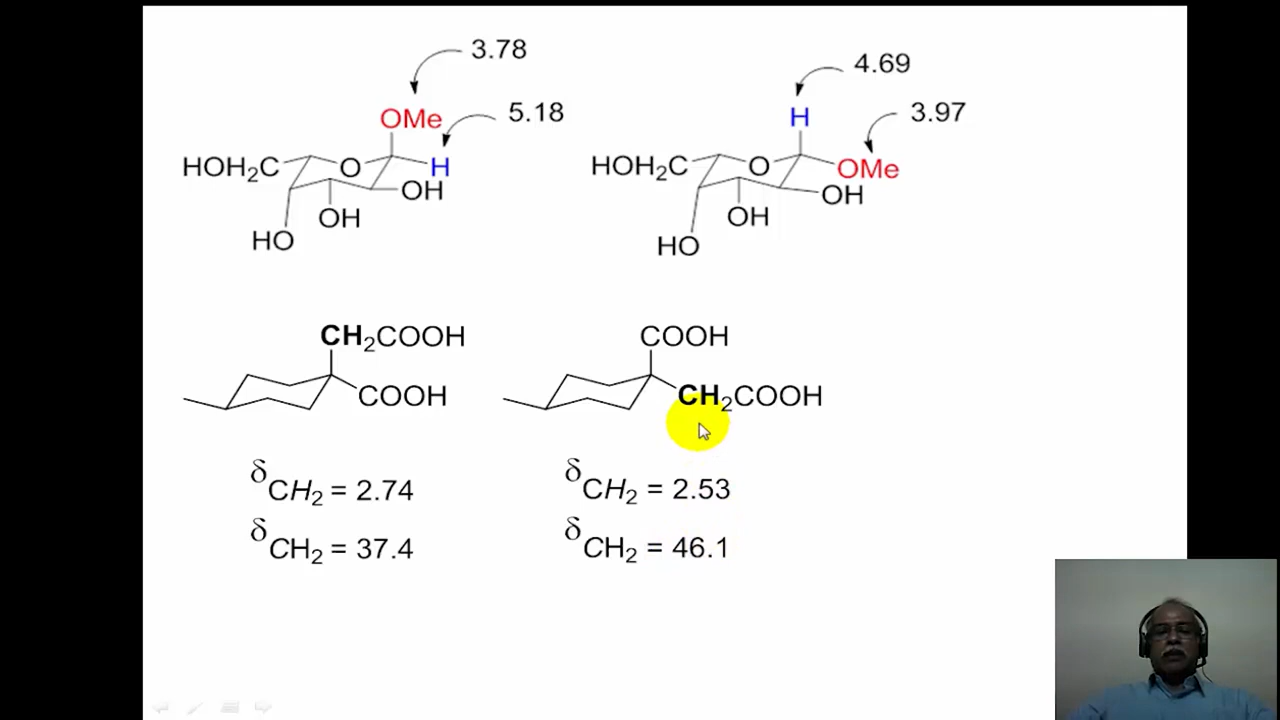 3.78
5.18
OMe
HOH₂C
O
H
OH
OH
HO
4.69
3.97
H
HOH₂C
O
OMe
OH
OH
HO
CH₂COOH
COOH
COOH
CH₂COOH
δCH₂ = 2.74
δCH₂ = 37.4
δCH₂ = 2.53
δCH₂ = 46.1